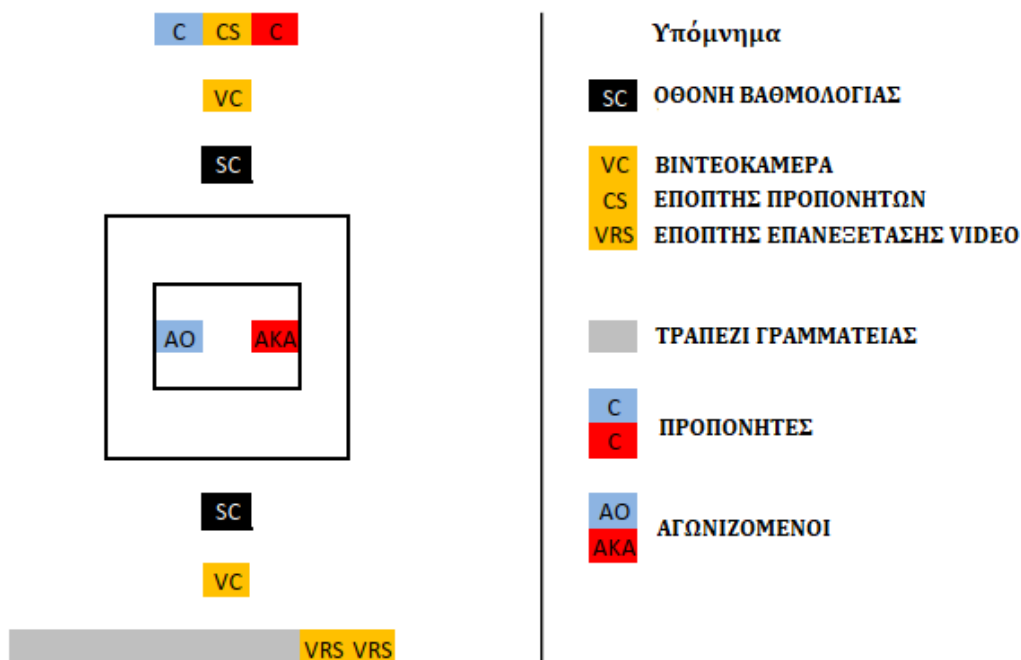 C CS C
VC
SC
AO AKA
SC
VC
VRS VRS
Υπόμνημα
SC ΟΘΟΝΗ ΒΑΘΜΟΛΟΓΙΑΣ
VC ΒΙΝΤΕΟΚΑΜΕΡΑ
CS ΕΠΟΠΤΗΣ ΠΡΟΠΟΝΗΤΩΝ
VRS ΕΠΟΠΤΗΣ ΕΠΑΝΕΞΕΤΑΣΗΣ VIDEO
ΤΡΑΠΕΖΙ ΓΡΑΜΜΑΤΕΙΑΣ
C
C
ΠΡΟΠΟΝΗΤΕΣ
AO
AKA
ΑΓΩΝΙΖΟΜΕΝΟΙ